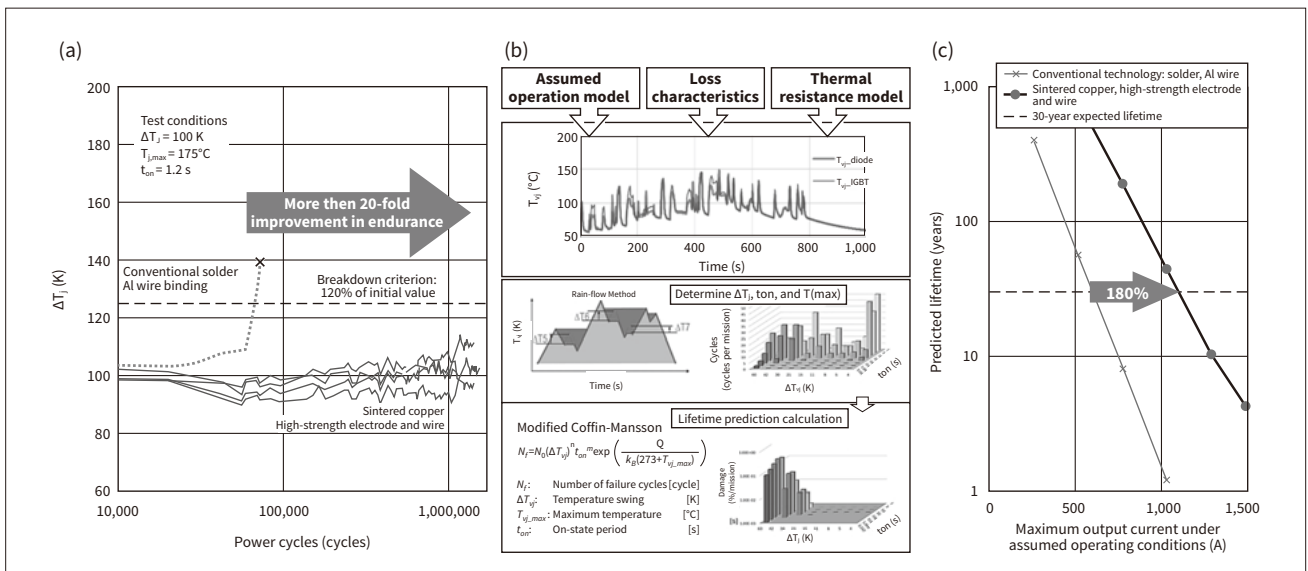 (a)
200
180
160
140
120
100
80
60
ΔTj (K)
Test conditions
ΔTJ = 100 K
Tj,max = 175°C
ton = 1.2 s
More then 20-fold
improvement in endurance
Conventional solder
Al wire binding
Breakdown criterion:
120% of initial value
Sintered copper
High-strength electrode and wire
10,000
100,000
1,000,000
Power cycles (cycles)
(b)
Assumed
operation model
Loss
characteristics
Thermal
resistance model
200
150
100
50
Tvj (°C)
Tvj_diode
Tvj_IGBT
0
200
400
600
800
1,000
Time (s)
Rain-flow Method
Determine ΔTj, ton, and T(max)
ΔT7
Time (s)
Cycles
(cycles per mission)
ΔTvj (K)
ton (s)
Lifetime prediction calculation
Modified Coffin-Mansson
Nf=N0(ΔTvj)^n ton^m exp ( Q / kB(273+Tvj_max) )
Nf: Number of failure cycles [cycle]
ΔTvj: Temperature swing [K]
Tvj_max: Maximum temperature [°C]
ton: On-state period [s]
Damage
(%/mission)
ΔTj (K)
ton (s)
(c)
Conventional technology: solder, Al wire
Sintered copper, high-strength electrode
and wire
30-year expected lifetime
1,000
100
10
1
Predicted lifetime (years)
180%
0
500
1,000
1,500
Maximum output current under
assumed operating conditions (A)